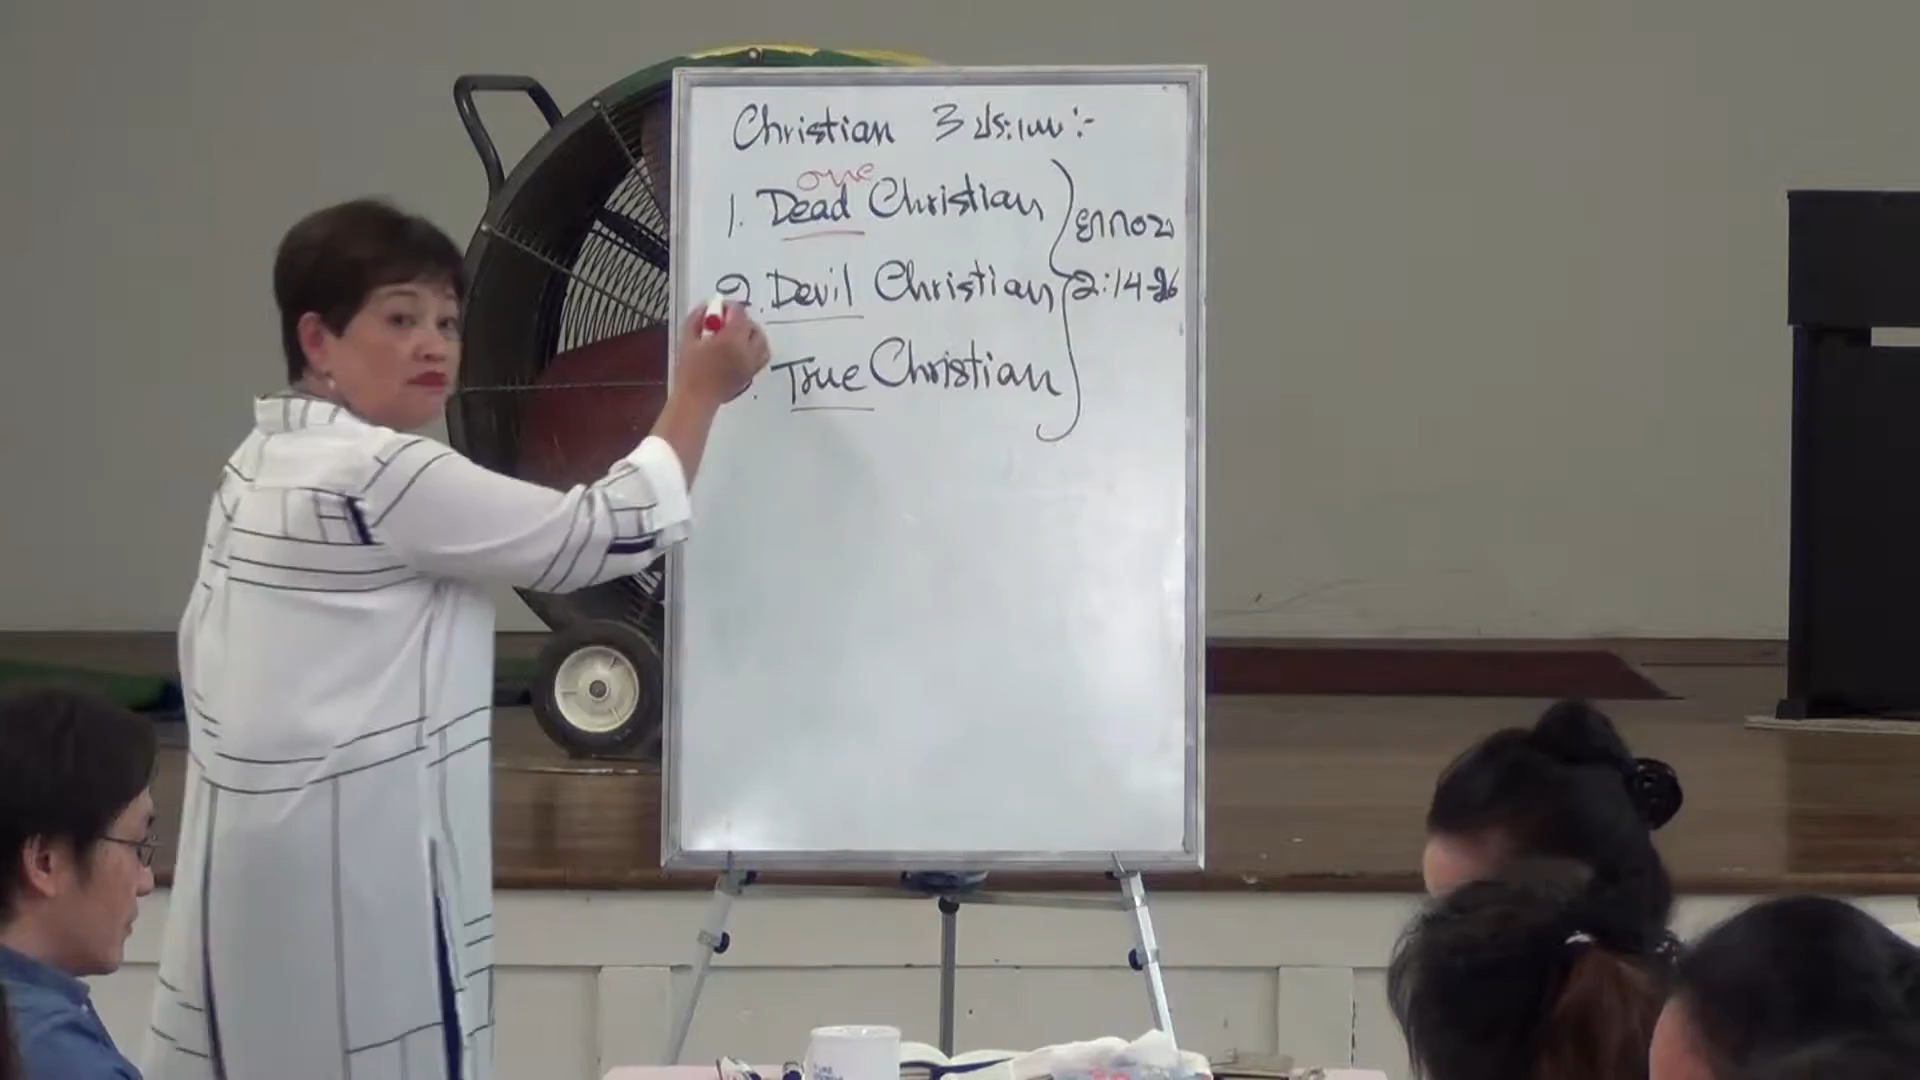 Christian 3 ประเภท :-
one
1. Dead Christian
ยากอบ
2. Devil Christian
2:14-26
. True Christian